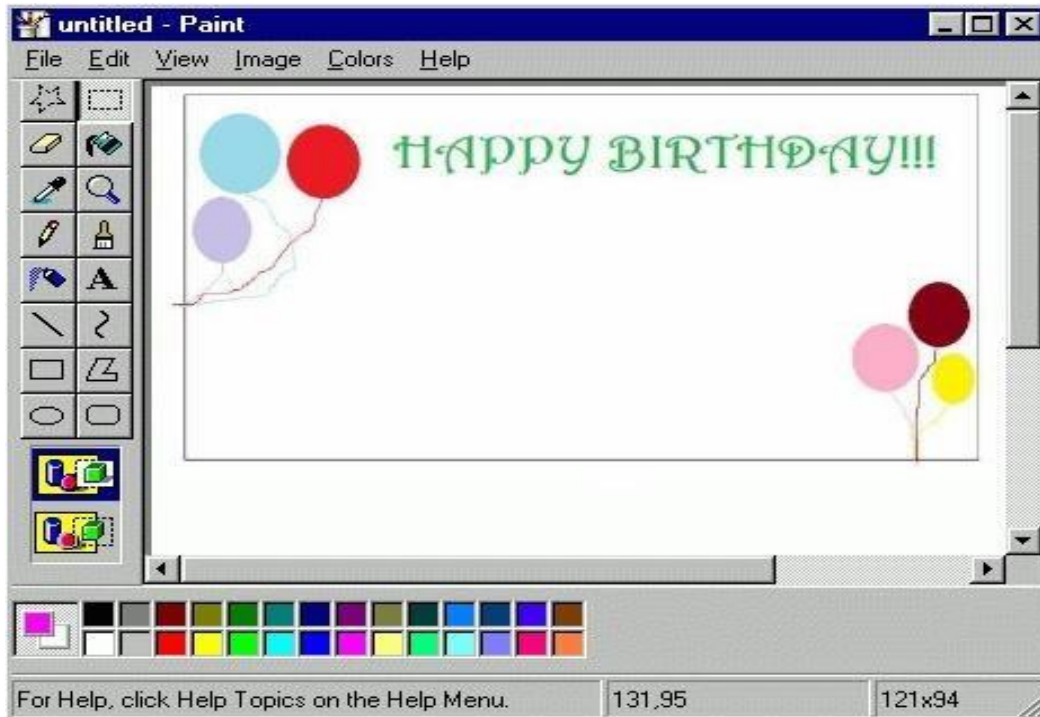 untitled - Paint
File Edit View Image Colors Help
HAPPY BIRTHDAY!!!
A
For Help, click Help Topics on the Help Menu. 131,95 121x94